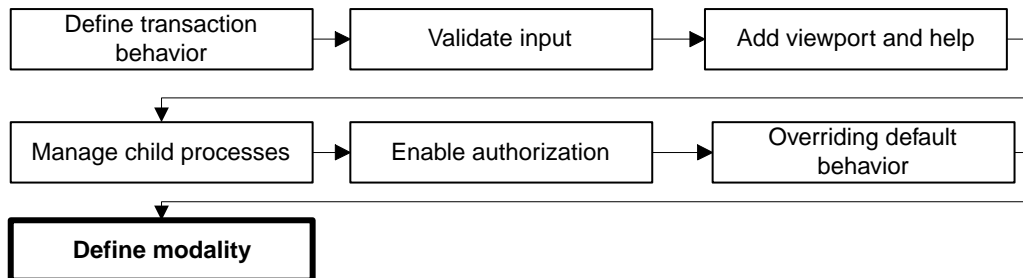 Define transaction
behavior
Validate input
Add viewport and help
Manage child processes
Enable authorization
Overriding default
behavior
Define modality